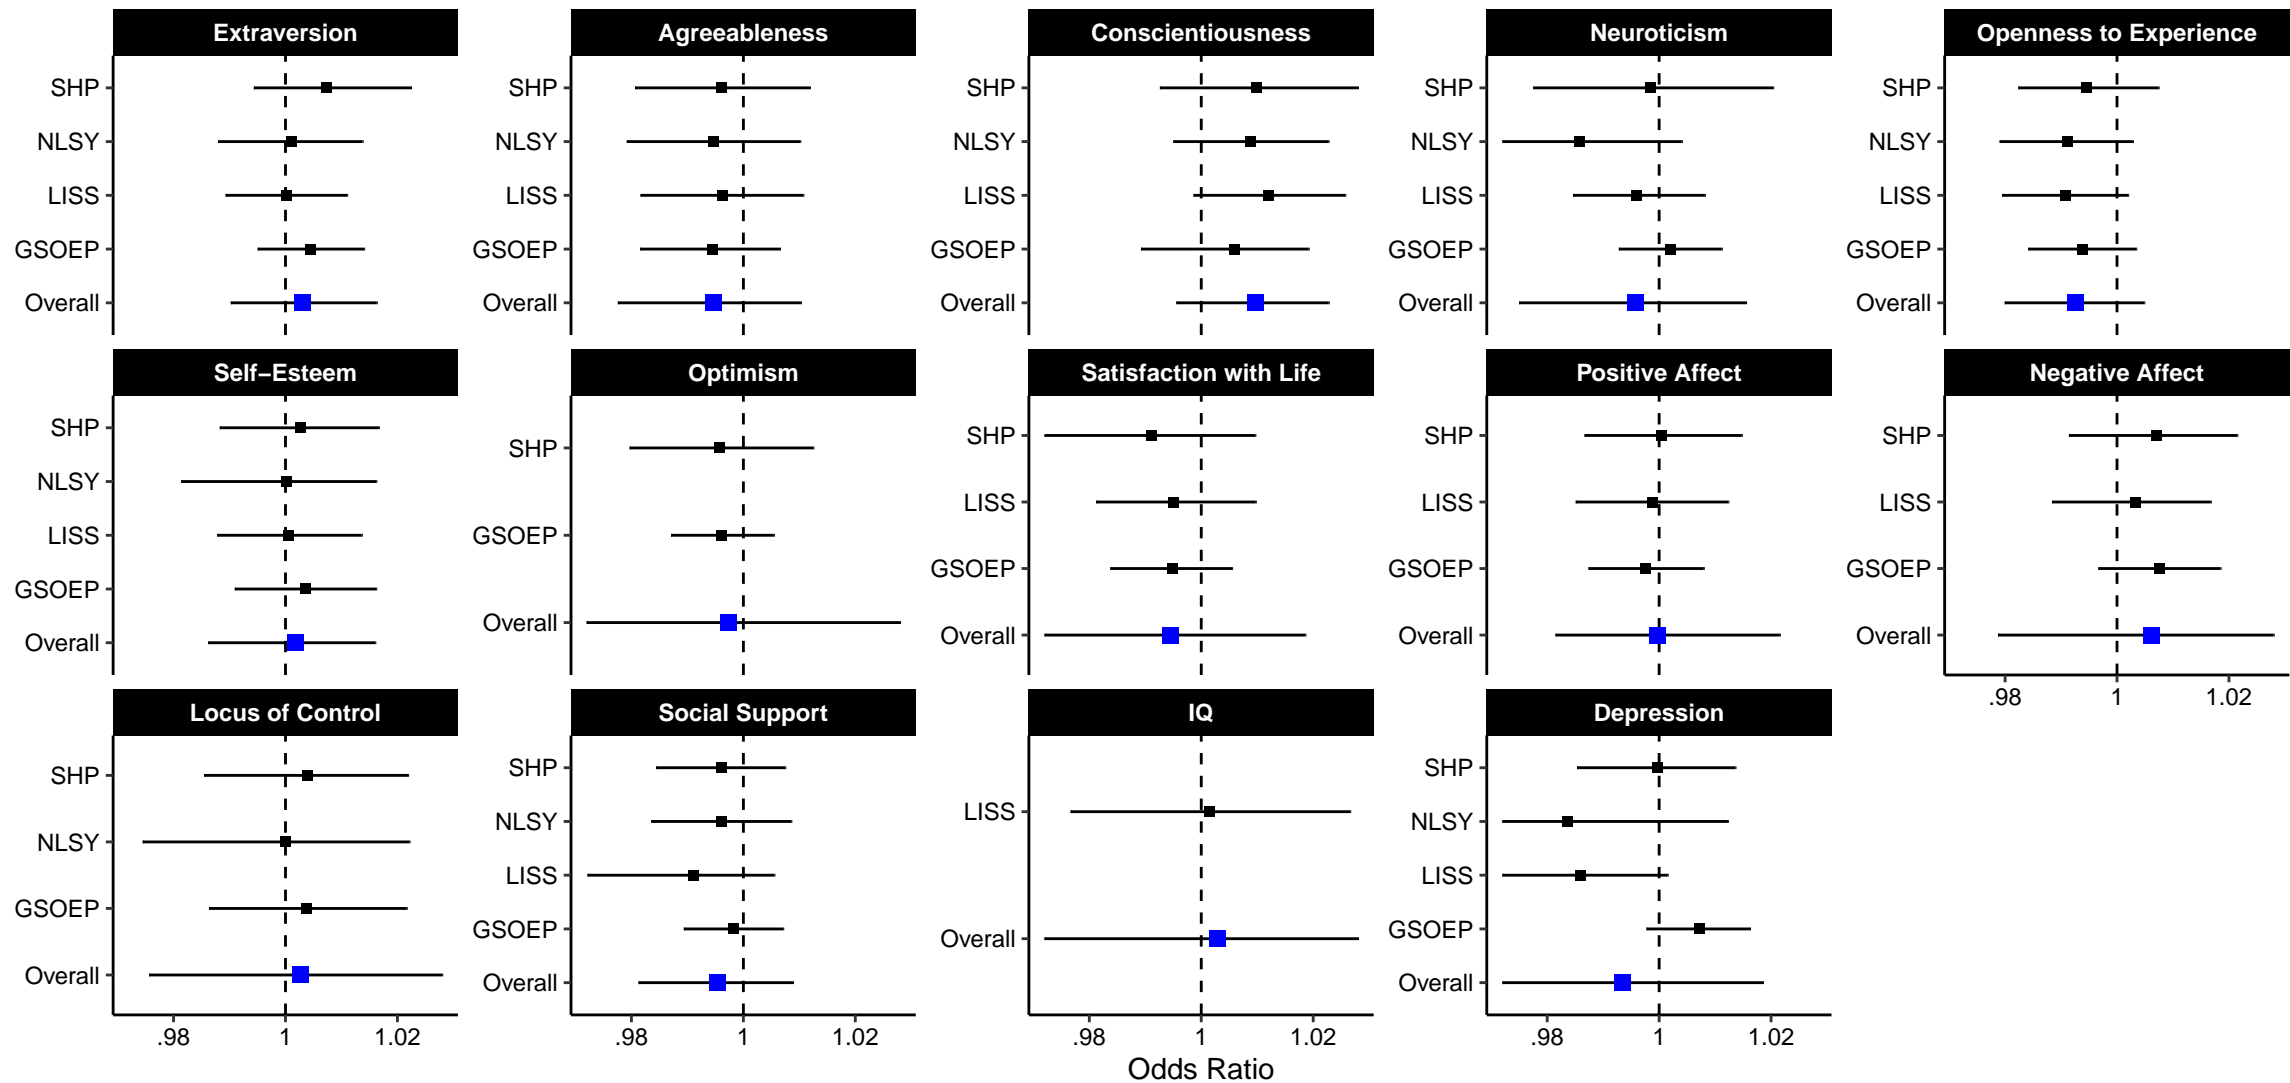 Extraversion
SHP
NLSY
LISS
GSOEP
Overall
Agreeableness
SHP
NLSY
LISS
GSOEP
Overall
Conscientiousness
SHP
NLSY
LISS
GSOEP
Overall
Neuroticism
SHP
NLSY
LISS
GSOEP
Overall
Openness to Experience
SHP
NLSY
LISS
GSOEP
Overall
Self−Esteem
SHP
NLSY
LISS
GSOEP
Overall
Optimism
SHP
GSOEP
Overall
Satisfaction with Life
SHP
LISS
GSOEP
Overall
Positive Affect
SHP
LISS
GSOEP
Overall
Negative Affect
SHP
LISS
GSOEP
Overall
.98 1 1.02
Locus of Control
SHP
NLSY
GSOEP
Overall
.98 1 1.02
Social Support
SHP
NLSY
LISS
GSOEP
Overall
.98 1 1.02
IQ
LISS
Overall
.98 1 1.02
Depression
SHP
NLSY
LISS
GSOEP
Overall
.98 1 1.02
Odds Ratio